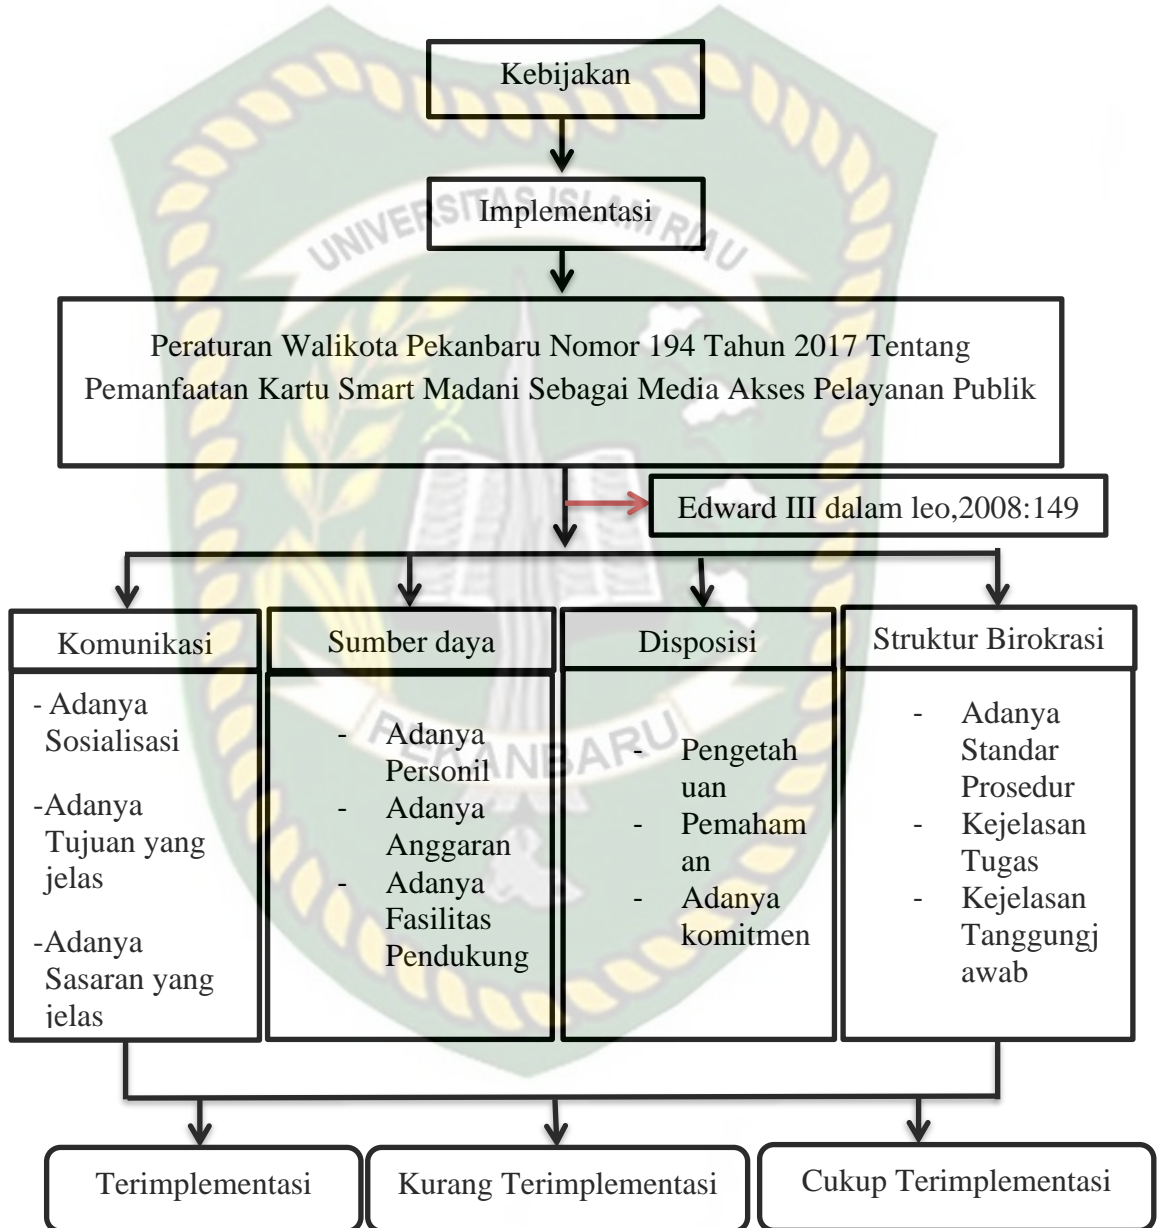 Kebijakan
UNIVERSITAS ISLAM RIAU
Implementasi
Peraturan Walikota Pekanbaru Nomor 194 Tahun 2017 Tentang
Pemanfaatan Kartu Smart Madani Sebagai Media Akses Pelayanan Publik
Edward III dalam leo,2008:149
Komunikasi
- Adanya
Sosialisasi
-Adanya
Tujuan yang
jelas
-Adanya
Sasaran yang
jelas
Sumber daya
- Adanya
Personil
- Adanya
Anggaran
- Adanya
Fasilitas
Pendukung
Disposisi
- Pengetah
uan
- Pemaham
an
- Adanya
komitmen
Struktur Birokrasi
- Adanya
Standar
Prosedur
- Kejelasan
Tugas
- Kejelasan
Tanggungj
awab
PEKANBARU
Terimplementasi
Kurang Terimplementasi
Cukup Terimplementasi